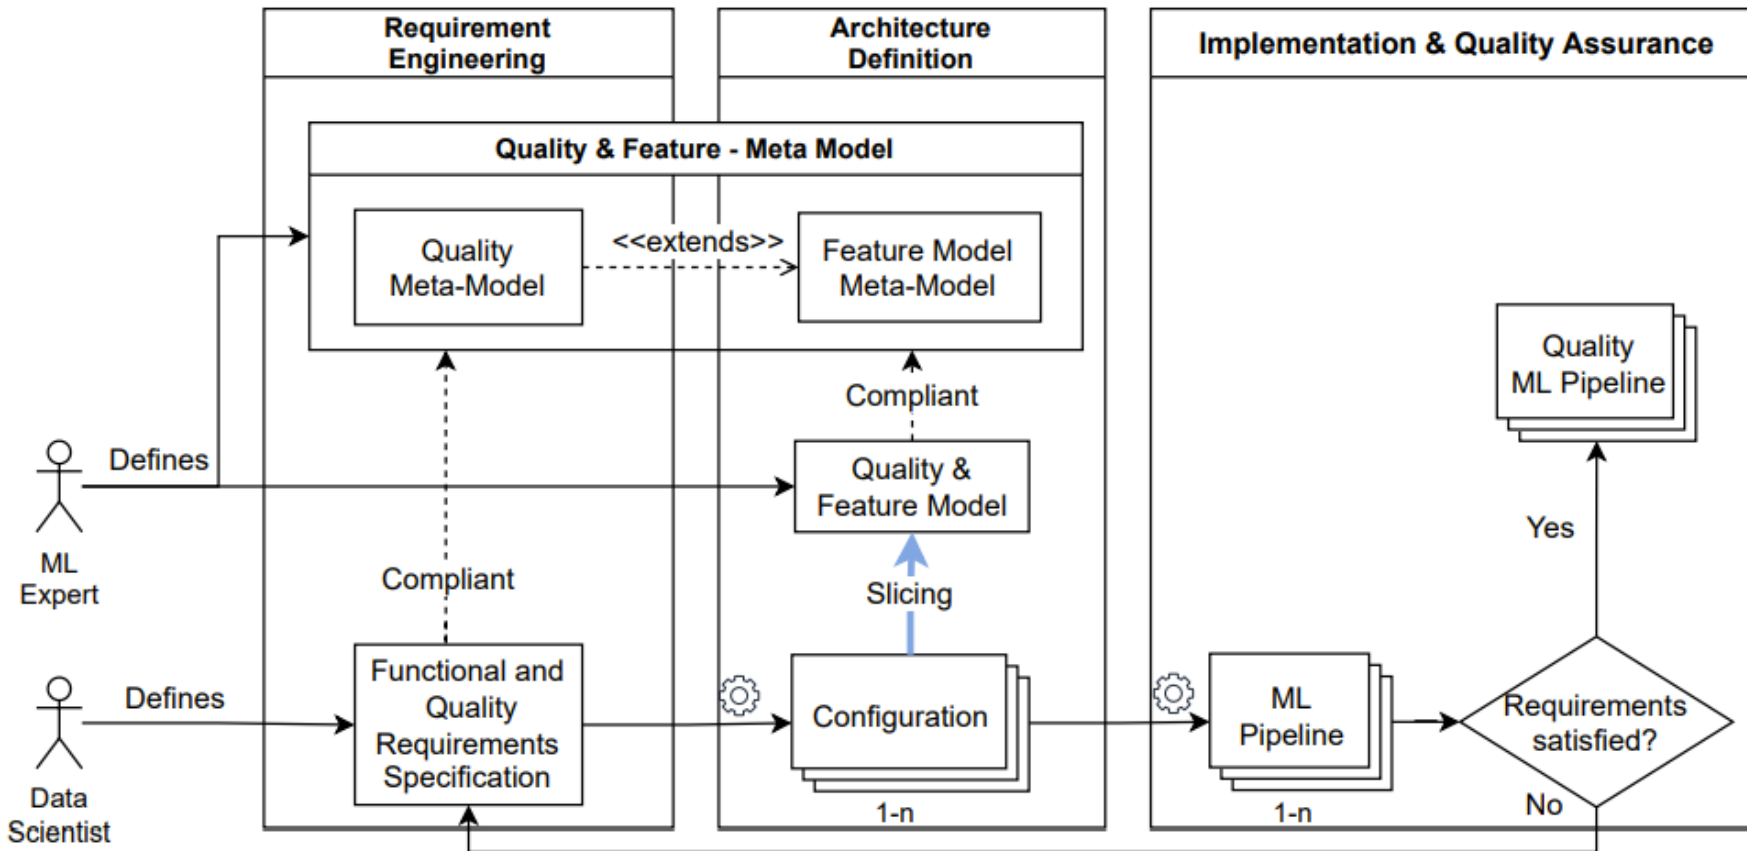 Requirement
Engineering
Architecture
Definition
Implementation & Quality Assurance
Quality & Feature - Meta Model
Quality
Meta-Model
<<extends>>
Feature Model
Meta-Model
Quality
ML Pipeline
Compliant
Defines
Quality &
Feature Model
Yes
ML
Expert
Compliant
Slicing
Defines
Functional and
Quality
Requirements
Specification
Configuration
ML
Pipeline
Requirements
satisfied?
Data
Scientist
1-n
1-n
No